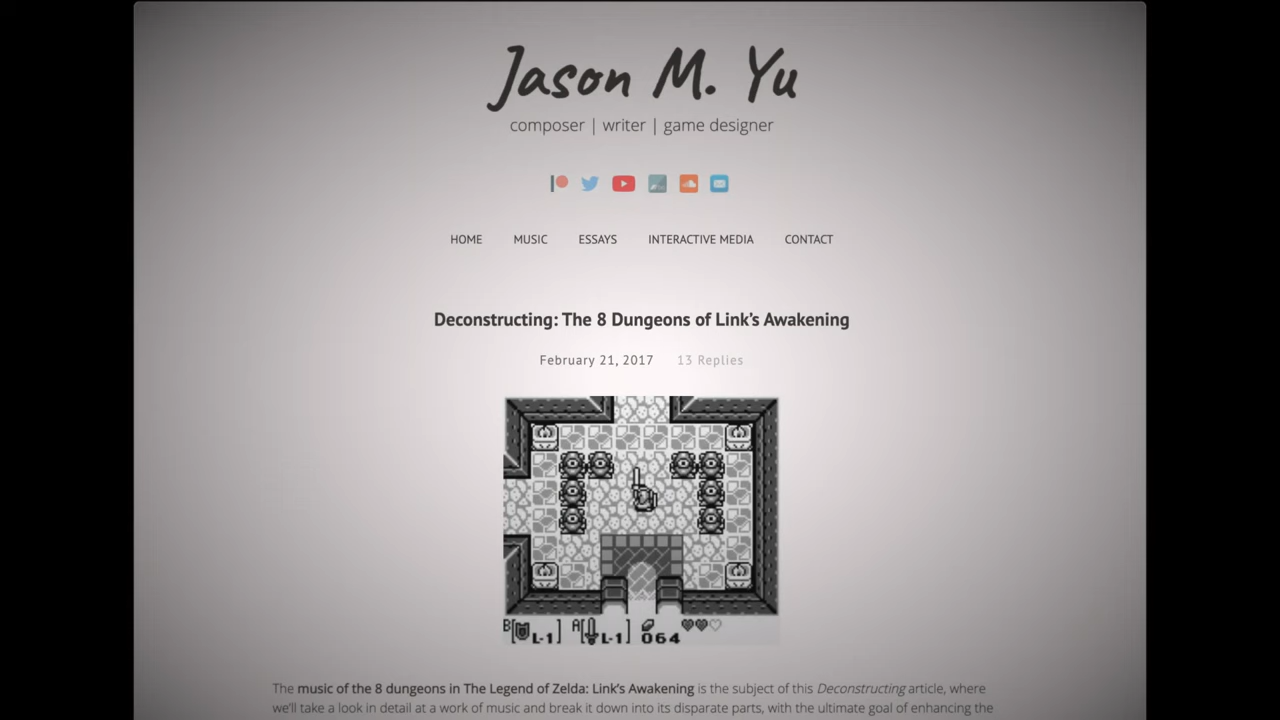 Jason M. Yu
composer | writer | game designer
HOME MUSIC ESSAYS INTERACTIVE MEDIA CONTACT
Deconstructing: The 8 Dungeons of Link's Awakening
February 21, 2017 13 Replies
B[ L-1] A[ L-1] 064
The music of the 8 dungeons in The Legend of Zelda: Link's Awakening is the subject of this Deconstructing article, where
we'll take a look in detail at a work of music and break it down into its disparate parts, with the ultimate goal of enhancing the